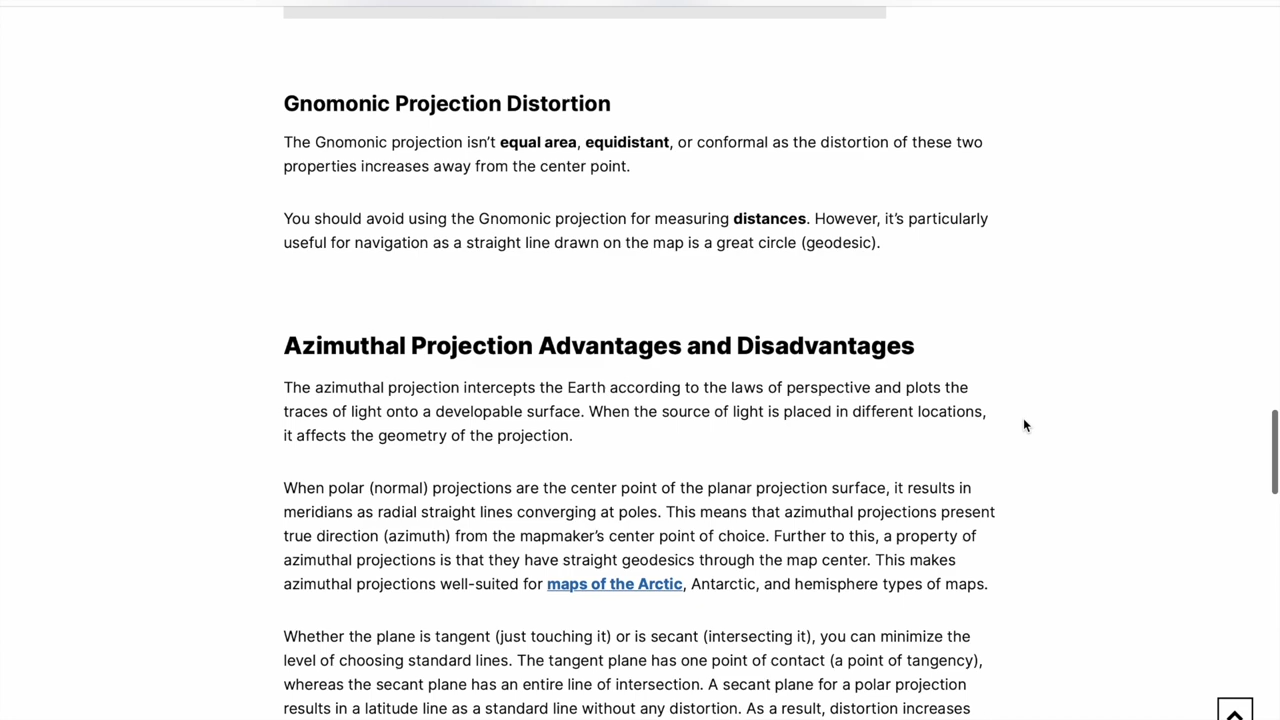 Gnomonic Projection Distortion
The Gnomonic projection isn’t equal area, equidistant, or conformal as the distortion of these two
properties increases away from the center point.
You should avoid using the Gnomonic projection for measuring distances. However, it’s particularly
useful for navigation as a straight line drawn on the map is a great circle (geodesic).
Azimuthal Projection Advantages and Disadvantages
The azimuthal projection intercepts the Earth according to the laws of perspective and plots the
traces of light onto a developable surface. When the source of light is placed in different locations,
it affects the geometry of the projection.
When polar (normal) projections are the center point of the planar projection surface, it results in
meridians as radial straight lines converging at poles. This means that azimuthal projections present
true direction (azimuth) from the mapmaker’s center point of choice. Further to this, a property of
azimuthal projections is that they have straight geodesics through the map center. This makes
azimuthal projections well-suited for maps of the Arctic, Antarctic, and hemisphere types of maps.
Whether the plane is tangent (just touching it) or is secant (intersecting it), you can minimize the
level of choosing standard lines. The tangent plane has one point of contact (a point of tangency),
whereas the secant plane has an entire line of intersection. A secant plane for a polar projection
results in a latitude line as a standard line without any distortion. As a result, distortion increases